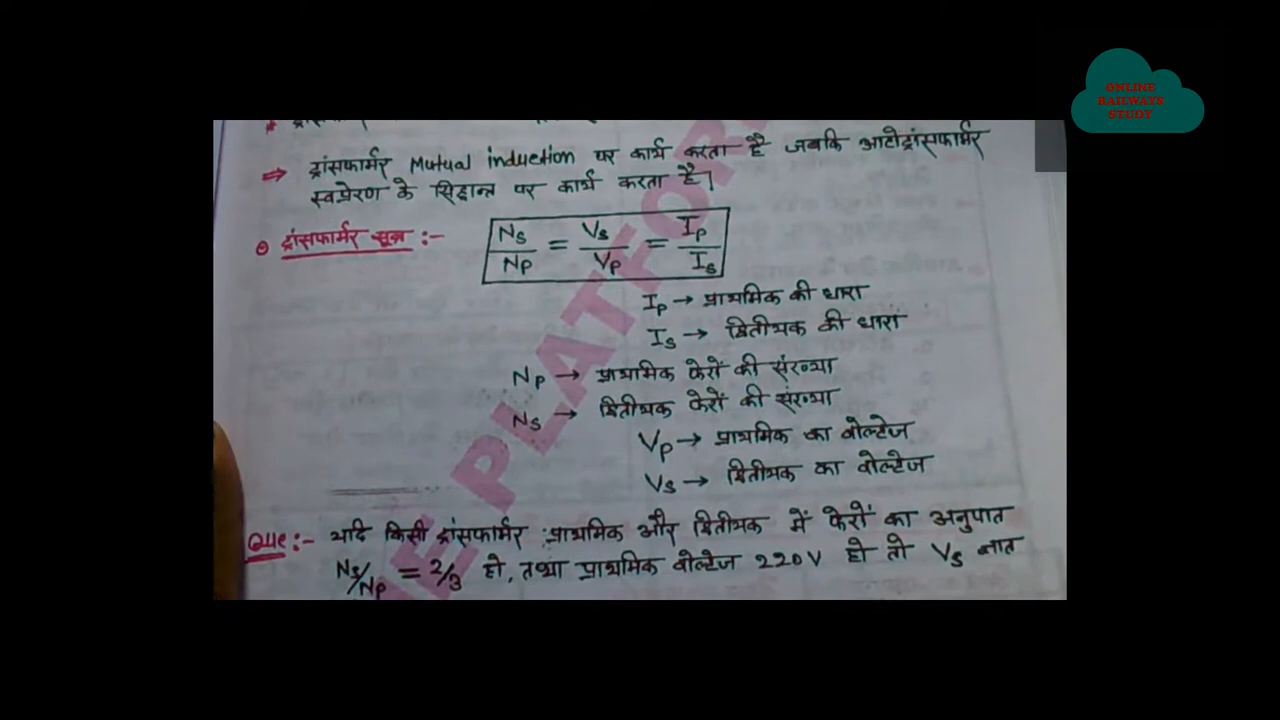 ONLINE
RAILWAYS
STUDY
⇒ ट्रांसफार्मर Mutual induction पर कार्य करता है जबकि आटोट्रांसफार्मर
स्वप्रेरण के सिद्धान्त पर कार्य करता है।
ट्रांसफार्मर सूत्र :-
Ns/Np = Vs/Vp = Ip/Is
Ip → प्राथमिक की धारा
Is → द्वितीयक की धारा
Np → प्राथमिक फेरों की संख्या
Ns → द्वितीयक फेरों की संख्या
Vp → प्राथमिक का वोल्टेज
Vs → द्वितीयक का वोल्टेज
Que :- यदि किसी ट्रांसफार्मर प्राथमिक और द्वितीयक में फेरों का अनुपात
Ns/Np = 2/3 हो, तथा प्राथमिक वोल्टेज 220V हो तो Vs ज्ञात
PLATFOR